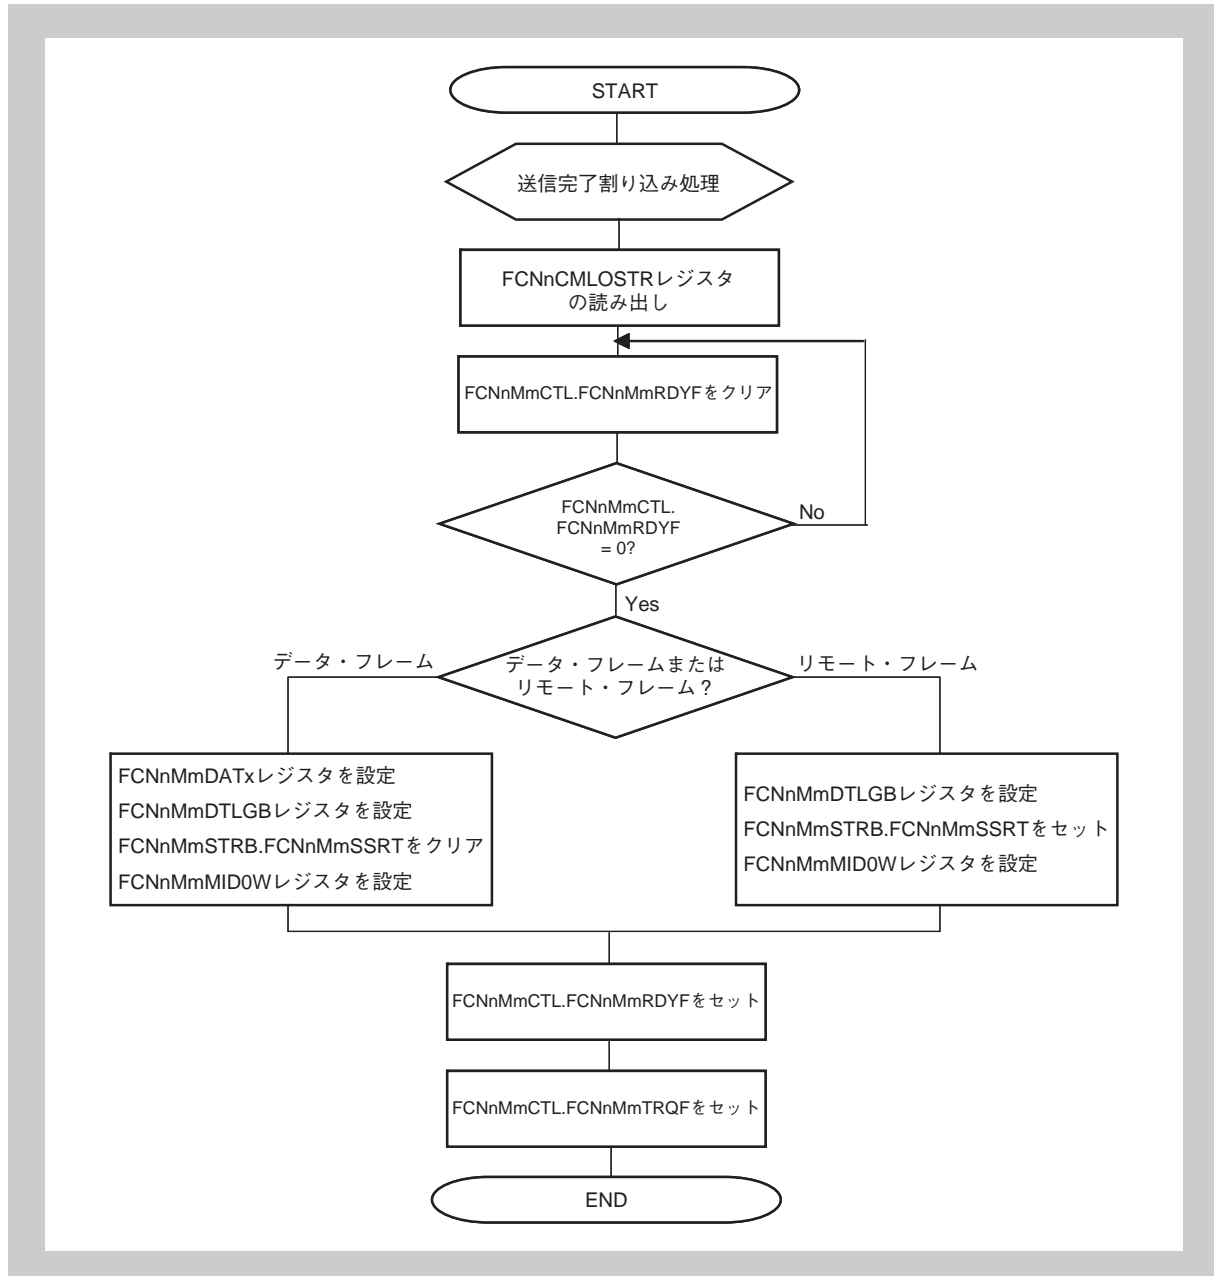 START
送信完了割り込み処理
FCNnCMLOSTRレジスタ
の読み出し
FCNnMmCTL.FCNnMmRDYFをクリア
FCNnMmCTL.
FCNnMmRDYF
= 0?
No
Yes
データ・フレーム
データ・フレームまたは
リモート・フレーム?
リモート・フレーム
FCNnMmDATxレジスタを設定
FCNnMmDTLGBレジスタを設定
FCNnMmSTRB.FCNnMmSSRTをクリア
FCNnMmMID0Wレジスタを設定
FCNnMmDTLGBレジスタを設定
FCNnMmSTRB.FCNnMmSSRTをセット
FCNnMmMID0Wレジスタを設定
FCNnMmCTL.FCNnMmRDYFをセット
FCNnMmCTL.FCNnMmTRQFをセット
END